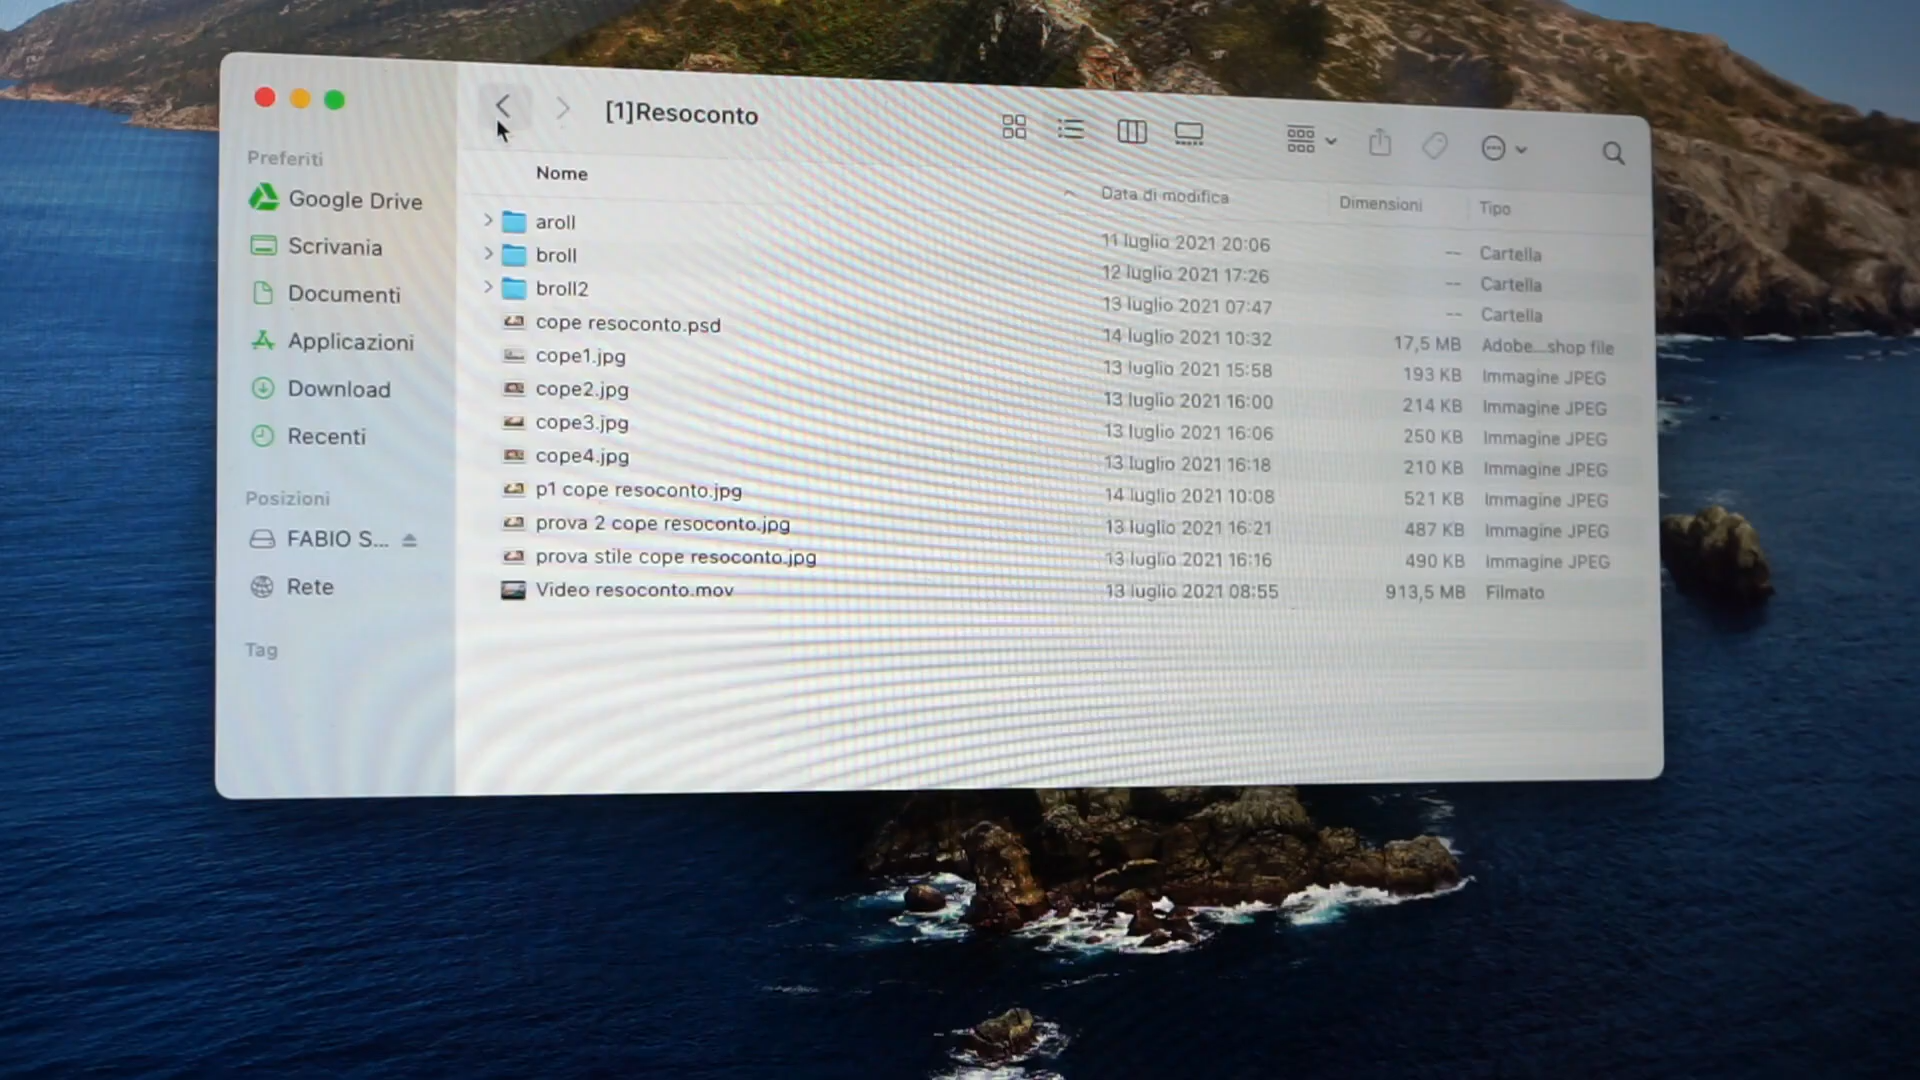 [1]Resoconto
Preferiti
Google Drive
Scrivania
Documenti
Applicazioni
Download
Recenti
Posizioni
FABIO S...
Rete
Tag
Nome Data di modifica Dimensioni Tipo
aroll 11 luglio 2021 20:06 -- Cartella
broll 12 luglio 2021 17:26 -- Cartella
broll2 13 luglio 2021 07:47 -- Cartella
cope resoconto.psd 14 luglio 2021 10:32 17,5 MB Adobe...shop file
cope1.jpg 13 luglio 2021 15:58 193 KB Immagine JPEG
cope2.jpg 13 luglio 2021 16:00 214 KB Immagine JPEG
cope3.jpg 13 luglio 2021 16:06 250 KB Immagine JPEG
cope4.jpg 13 luglio 2021 16:18 210 KB Immagine JPEG
p1 cope resoconto.jpg 14 luglio 2021 10:08 521 KB Immagine JPEG
prova 2 cope resoconto.jpg 13 luglio 2021 16:21 487 KB Immagine JPEG
prova stile cope resoconto.jpg 13 luglio 2021 16:16 490 KB Immagine JPEG
Video resoconto.mov 13 luglio 2021 08:55 913,5 MB Filmato